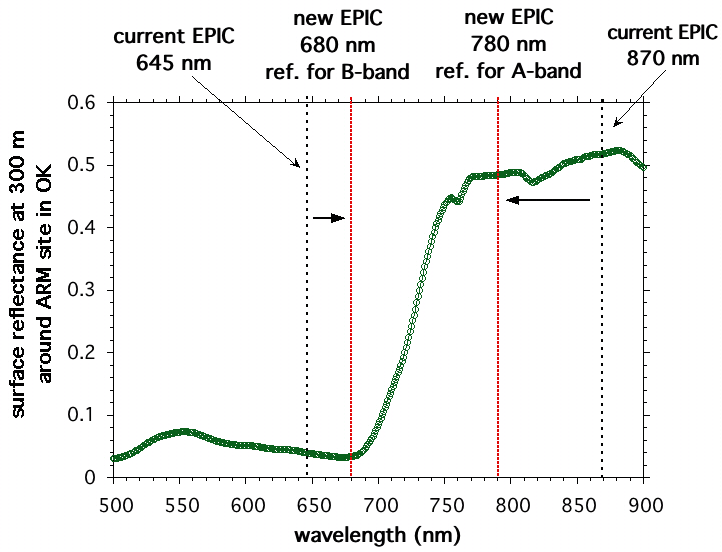 current EPIC
645 nm
new EPIC
680 nm
ref. for B-band
new EPIC
780 nm
ref. for A-band
current EPIC
870 nm
surface reflectance at 300 m
around ARM site in OK
0.6
0.5
0.4
0.3
0.2
0.1
0
500
550
600
650
700
750
800
850
900
wavelength (nm)